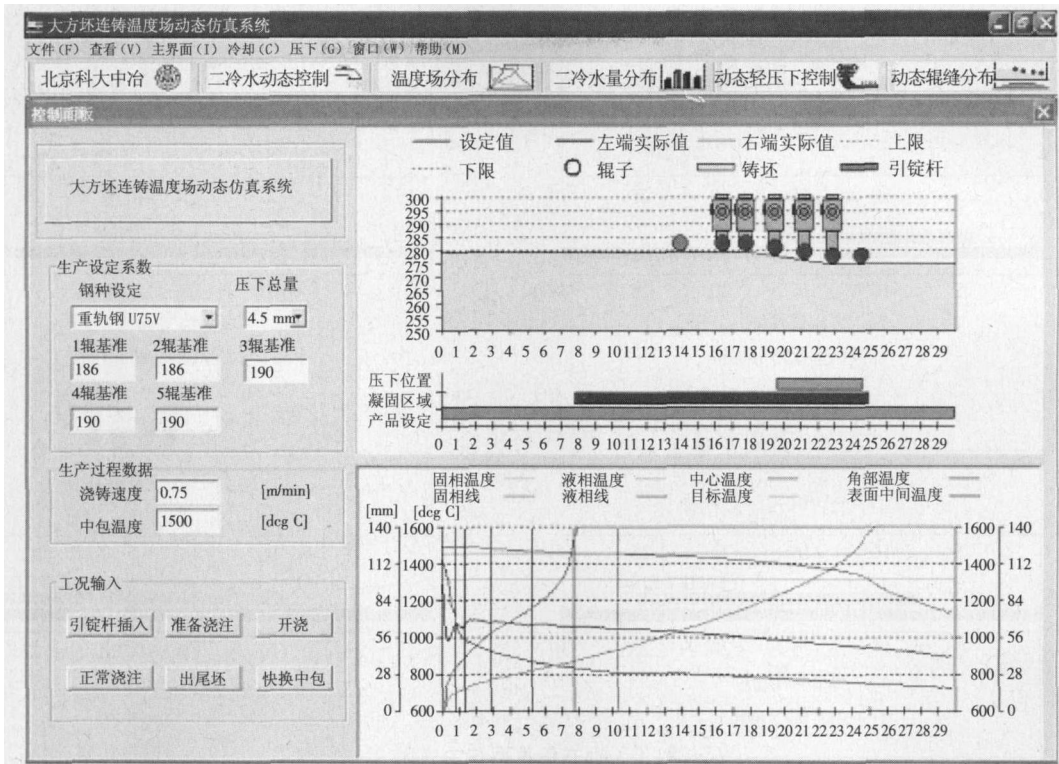 大方坯连铸温度场动态仿真系统
文件(F) 查看(V) 主界面(I) 冷却(C) 压下(G) 窗口(W) 帮助(M)
北京科大中冶 二冷水动态控制 温度场分布 二冷水量分布 动态轻压下控制 动态辊缝分布
控制面板
大方坯连铸温度场动态仿真系统
生产设定系数
钢种设定 压下总量
重轨钢 U75V 4.5 mm
1辊基准 2辊基准 3辊基准
186 186 190
4辊基准 5辊基准
190 190
生产过程数据
浇铸速度 0.75 [m/min]
中包温度 1500 [dcg C]
工况输入
引锭杆插入 准备浇注 开浇
正常浇注 出尾坯 快换中包
设定值 左端实际值 右端实际值 上限
下限 辊子 铸坯 引锭杆
300
295
290
285
280
275
270
265
260
255
250
0 1 2 3 4 5 6 7 8 9 10 11 12 13 14 15 16 17 18 19 20 21 22 23 24 25 26 27 28 29
压下位置
凝固区域
产品设定
0 1 2 3 4 5 6 7 8 9 10 11 12 13 14 15 16 17 18 19 20 21 22 23 24 25 26 27 28 29
固相温度 液相温度 中心温度 角部温度
固相线 液相线 目标温度 表面中间温度
[mm] [dcg C]
140 1600 1600 140
112 1400 1400 112
84 1200 1200 84
56 1000 1000 56
28 800 800 28
0 600 600 0
0 1 2 3 4 5 6 7 8 9 10 11 12 13 14 15 16 17 18 19 20 21 22 23 24 25 26 27 28 29